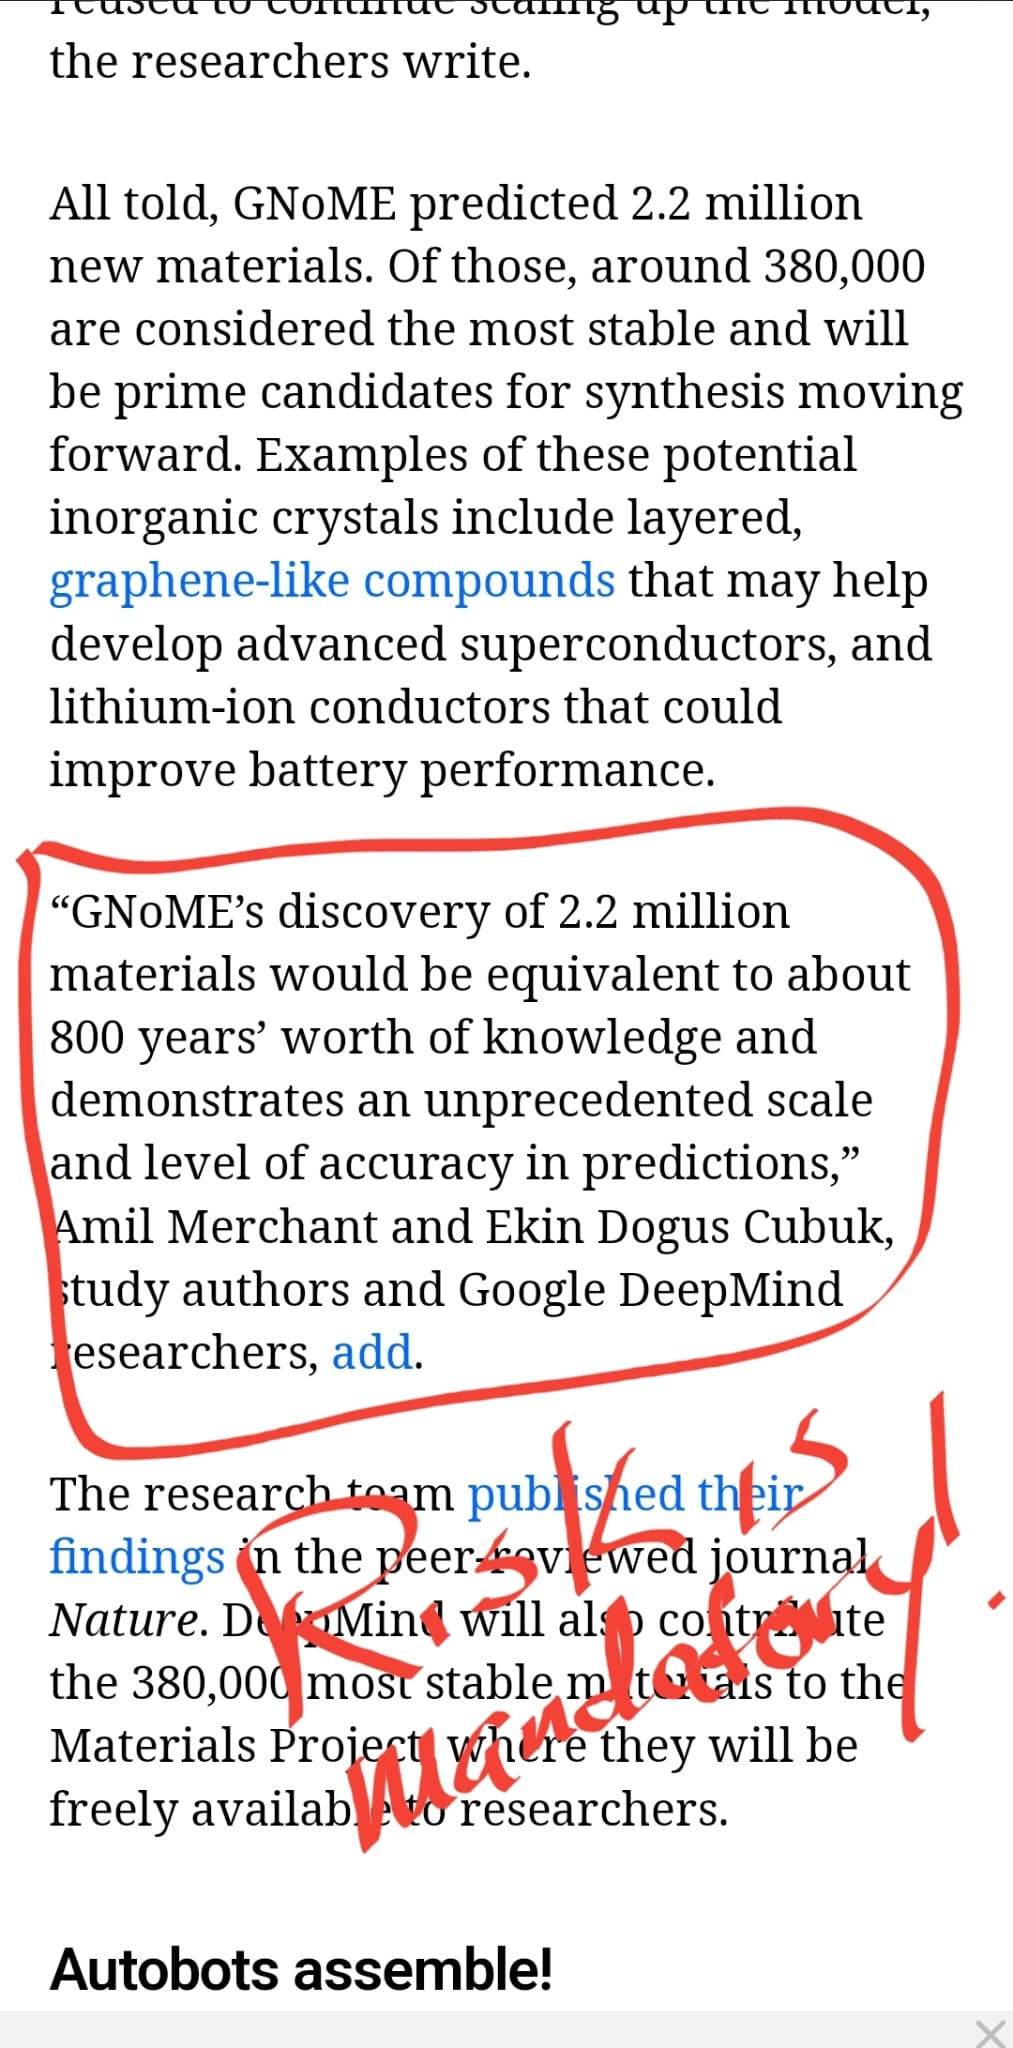 reused to continue scaling up the model,
the researchers write.
All told, GNoME predicted 2.2 million
new materials. Of those, around 380,000
are considered the most stable and will
be prime candidates for synthesis moving
forward. Examples of these potential
inorganic crystals include layered,
graphene-like compounds that may help
develop advanced superconductors, and
lithium-ion conductors that could
improve battery performance.
“GNoME’s discovery of 2.2 million
materials would be equivalent to about
800 years’ worth of knowledge and
demonstrates an unprecedented scale
and level of accuracy in predictions,”
Amil Merchant and Ekin Dogus Cubuk,
study authors and Google DeepMind
researchers, add.
The research team published their
findings in the peer-reviewed journal
Nature. DeepMind will also contribute
the 380,000 most stable materials to the
Materials Project, where they will be
freely available to researchers.
Risk is
mandatory!
Autobots assemble!